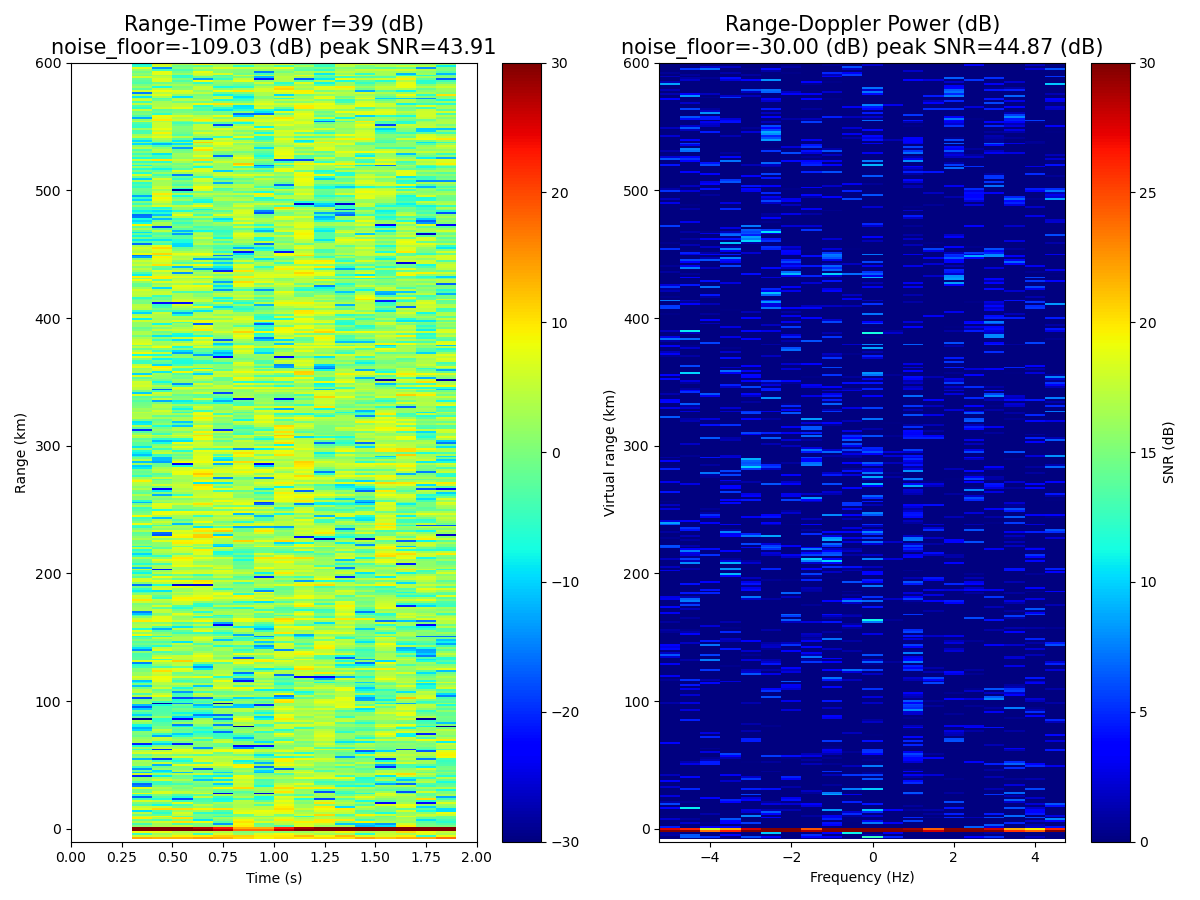 Range-Time Power f=39 (dB)
noise_floor=-109.03 (dB) peak SNR=43.91
Range-Doppler Power (dB)
noise_floor=-30.00 (dB) peak SNR=44.87 (dB)
600
500
400
300
200
100
0
Range (km)
0.00 0.25 0.50 0.75 1.00 1.25 1.50 1.75 2.00
Time (s)
30
20
10
0
−10
−20
−30
600
500
400
300
200
100
0
Virtual range (km)
−4 −2 0 2 4
Frequency (Hz)
30
25
20
15
10
5
0
SNR (dB)